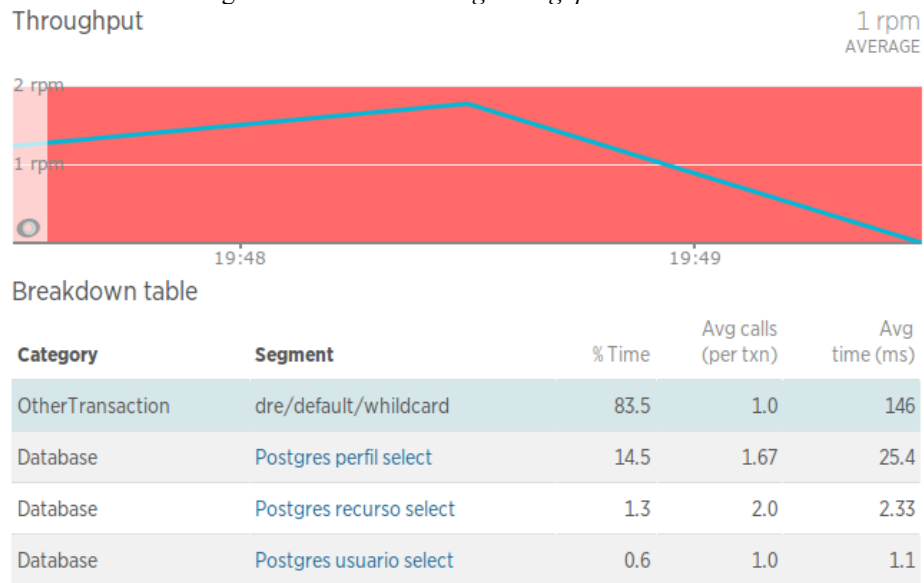 Throughput 1 rpm
AVERAGE
2 rpm
1 rpm
19:48 19:49
Breakdown table
Category Segment % Time Avg calls (per txn) Avg time (ms)
OtherTransaction dre/default/whildcard 83.5 1.0 146
Database Postgres perfil select 14.5 1.67 25.4
Database Postgres recurso select 1.3 2.0 2.33
Database Postgres usuario select 0.6 1.0 1.1